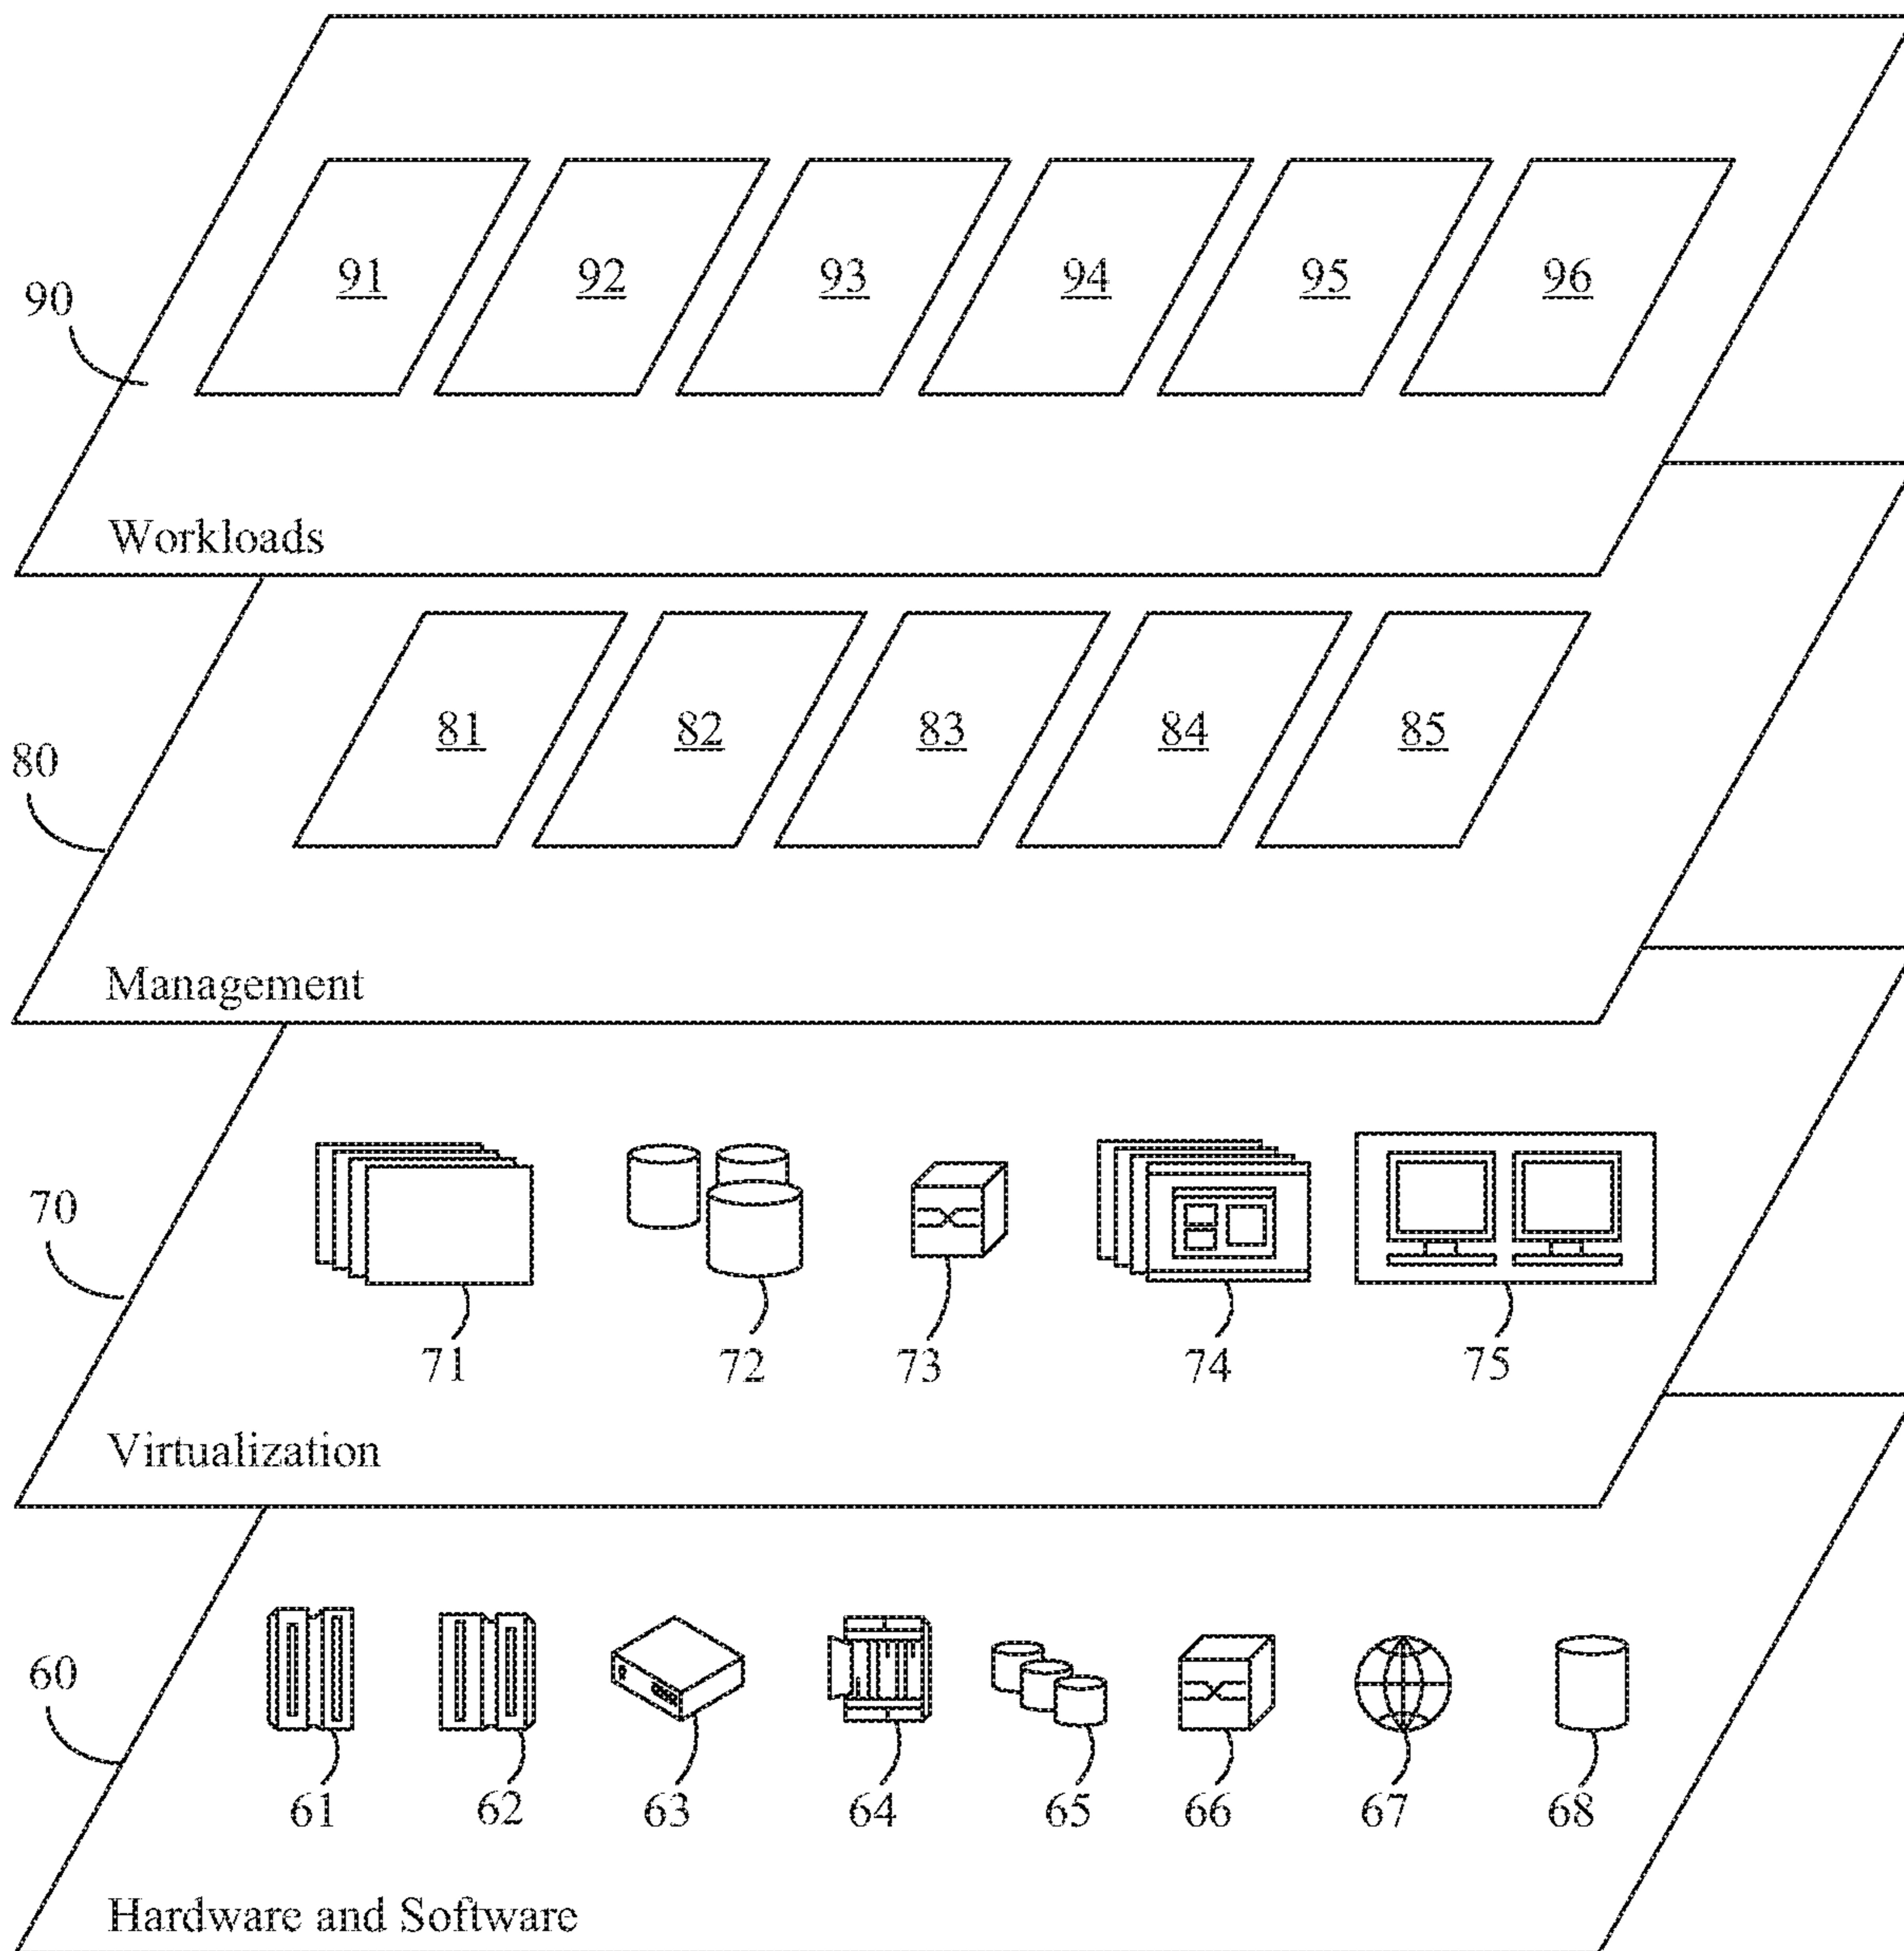 91 92 93 94 95 96
90
Workloads
81 82 83 84 85
80
Management
70
71 72 73 74 75
Virtualization
60
61 62 63 64 65 66 67 68
Hardware and Software